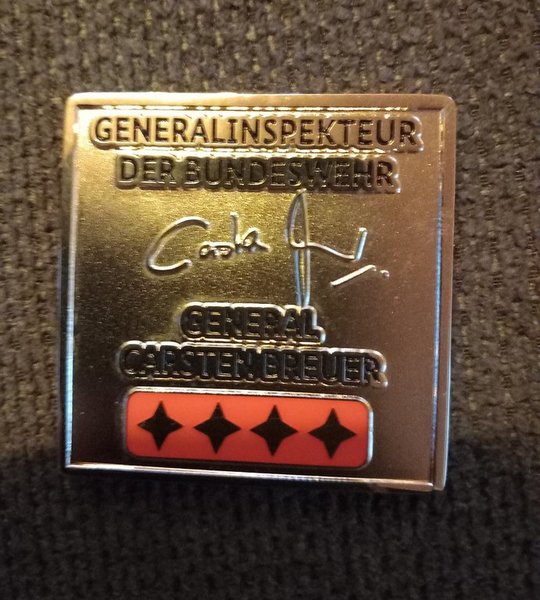 GENERALINSPEKTEUR
DER BUNDESWEHR
GENERAL
CARSTEN BREUER